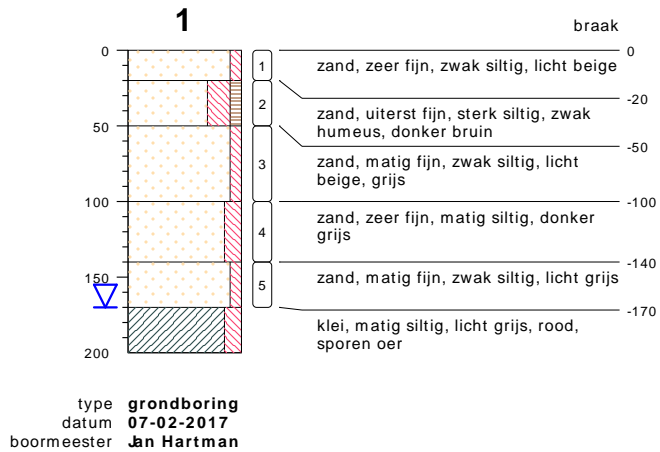 1
braak
0
0
1
zand, zeer fijn, zwak siltig, licht beige
-20
2
zand, uiterst fijn, sterk siltig, zwak
humeus, donker bruin
50
-50
3
zand, matig fijn, zwak siltig, licht
beige, grijs
100
-100
4
zand, zeer fijn, matig siltig, donker
grijs
-140
150
5
zand, matig fijn, zwak siltig, licht grijs
-170
klei, matig siltig, licht grijs, rood,
sporen oer
200
type grondboring
datum 07-02-2017
boormeester Jan Hartman